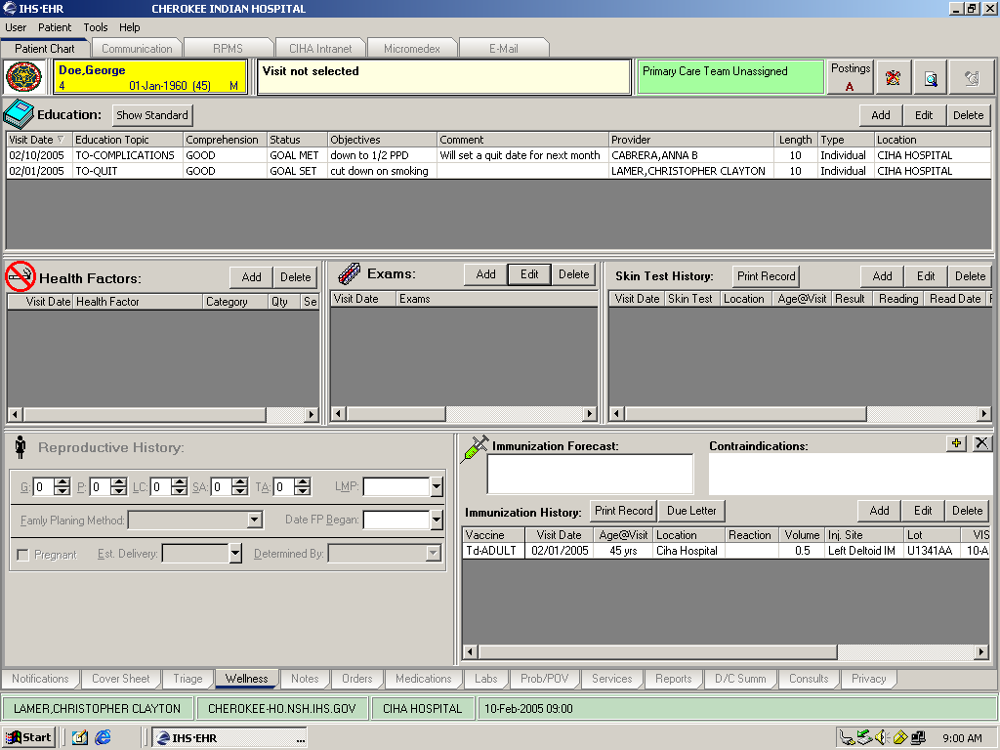 IHS-EHR CHEROKEE INDIAN HOSPITAL
User Patient Tools Help
Patient Chart Communication RPMS CIHA Intranet Micromedex E-Mail
Doe,George
4 01-Jan-1960 (45) M
Visit not selected
Primary Care Team Unassigned
Postings
A
Education: Show Standard Add Edit Delete
Visit Date Education Topic Comprehension Status Objectives Comment Provider Length Type Location
02/10/2005 TO-COMPLICATIONS GOOD GOAL MET down to 1/2 PPD Will set a quit date for next month CABRERA,ANNA B 10 Individual CIHA HOSPITAL
02/01/2005 TO-QUIT GOOD GOAL SET cut down on smoking LAMER,CHRISTOPHER CLAYTON 10 Individual CIHA HOSPITAL
Health Factors: Add Delete
Visit Date Health Factor Category Qty Se
Exams: Add Edit Delete
Visit Date Exams
Skin Test History: Print Record Add Edit Delete
Visit Date Skin Test Location Age@Visit Result Reading Read Date
Reproductive History:
G: 0 P: 0 LC: 0 SA: 0 TA: 0 LMP:
Family Planing Method: Date FP Began:
Pregnant Est. Delivery: Determined By:
Immunization Forecast: Contraindications:
Immunization History: Print Record Due Letter Add Edit Delete
Vaccine Visit Date Age@Visit Location Reaction Volume Inj. Site Lot VIS
Td-ADULT 02/01/2005 45 yrs Ciha Hospital 0.5 Left Deltoid IM U1341AA 10-A
Notifications Cover Sheet Triage Wellness Notes Orders Medications Labs Prob/POV Services Reports D/C Summ Consults Privacy
LAMER,CHRISTOPHER CLAYTON CHEROKEE-HO.NSH.IHS.GOV CIHA HOSPITAL 10-Feb-2005 09:00
Start IHS-EHR ... 9:00 AM